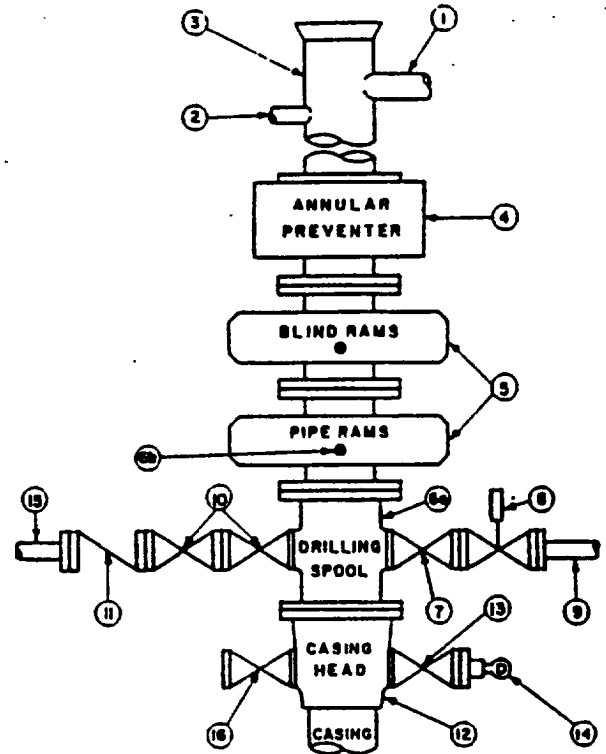 3
1
2
ANNULAR
PREVENTER
4
BLIND RAMS
5
PIPE RAMS
6b
15
10
6a
8
DRILLING
SPOOL
11
7
13
9
CASING
HEAD
16
12
14
CASING